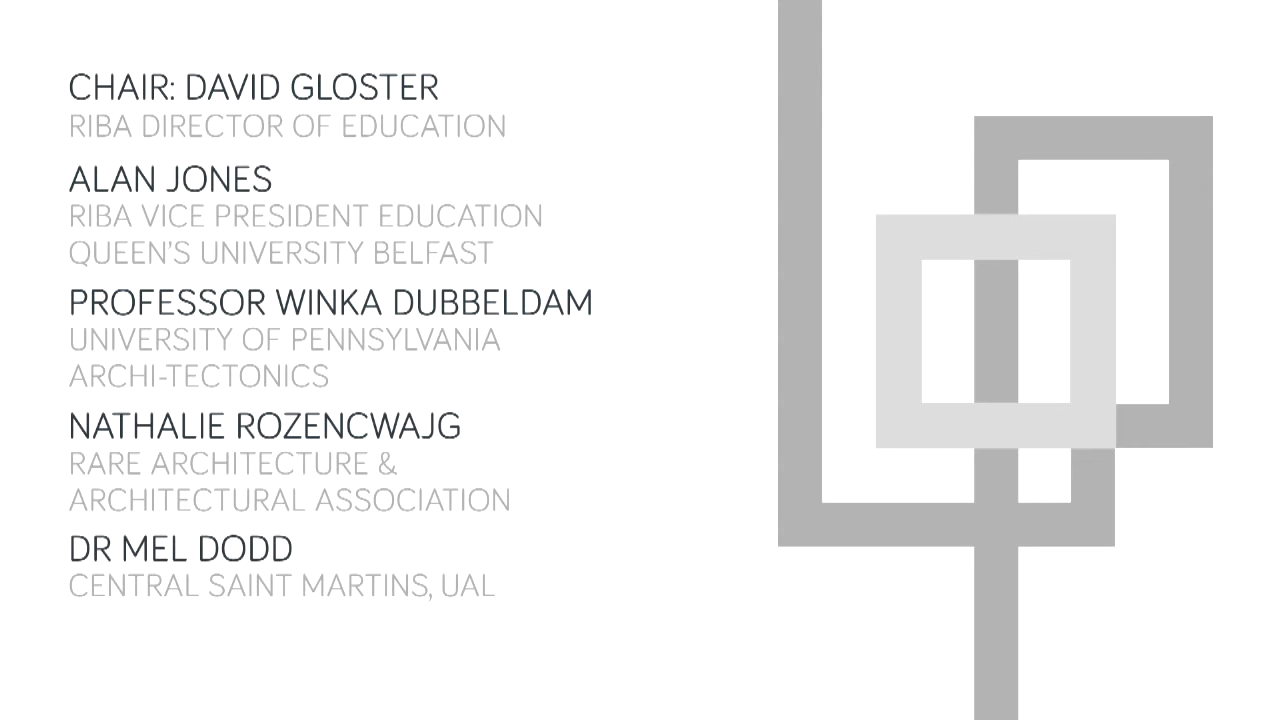 CHAIR: DAVID GLOSTER
RIBA DIRECTOR OF EDUCATION
ALAN JONES
RIBA VICE PRESIDENT EDUCATION
QUEEN'S UNIVERSITY BELFAST
PROFESSOR WINKA DUBBELDAM
UNIVERSITY OF PENNSYLVANIA
ARCHI-TECTONICS
NATHALIE ROZENCWAJG
RARE ARCHITECTURE &
ARCHITECTURAL ASSOCIATION
DR MEL DODD
CENTRAL SAINT MARTINS, UAL